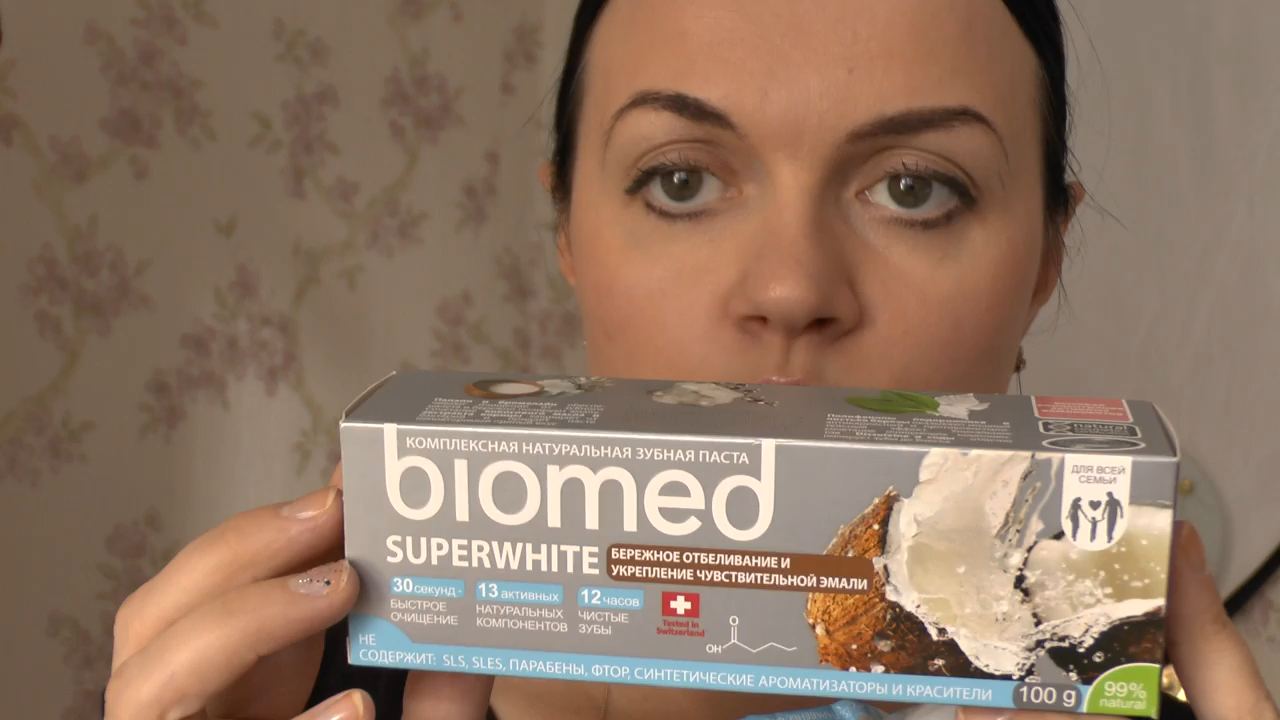 natural
КОМПЛЕКСНАЯ НАТУРАЛЬНАЯ ЗУБНАЯ ПАСТА
biomed
SUPERWHITE
БЕРЕЖНОЕ ОТБЕЛИВАНИЕ И
УКРЕПЛЕНИЕ ЧУВСТВИТЕЛЬНОЙ ЭМАЛИ
ДЛЯ ВСЕЙ
СЕМЬИ
30 секунд -
БЫСТРОЕ
ОЧИЩЕНИЕ
13 активных
НАТУРАЛЬНЫХ
КОМПОНЕНТОВ
12 часов
ЧИСТЫЕ
ЗУБЫ
Tested in
Switzerland
OH
O
НЕ
СОДЕРЖИТ: SLS, SLES, ПАРАБЕНЫ, ФТОР, СИНТЕТИЧЕСКИЕ АРОМАТИЗАТОРЫ И КРАСИТЕЛИ
100 g
99%
natural